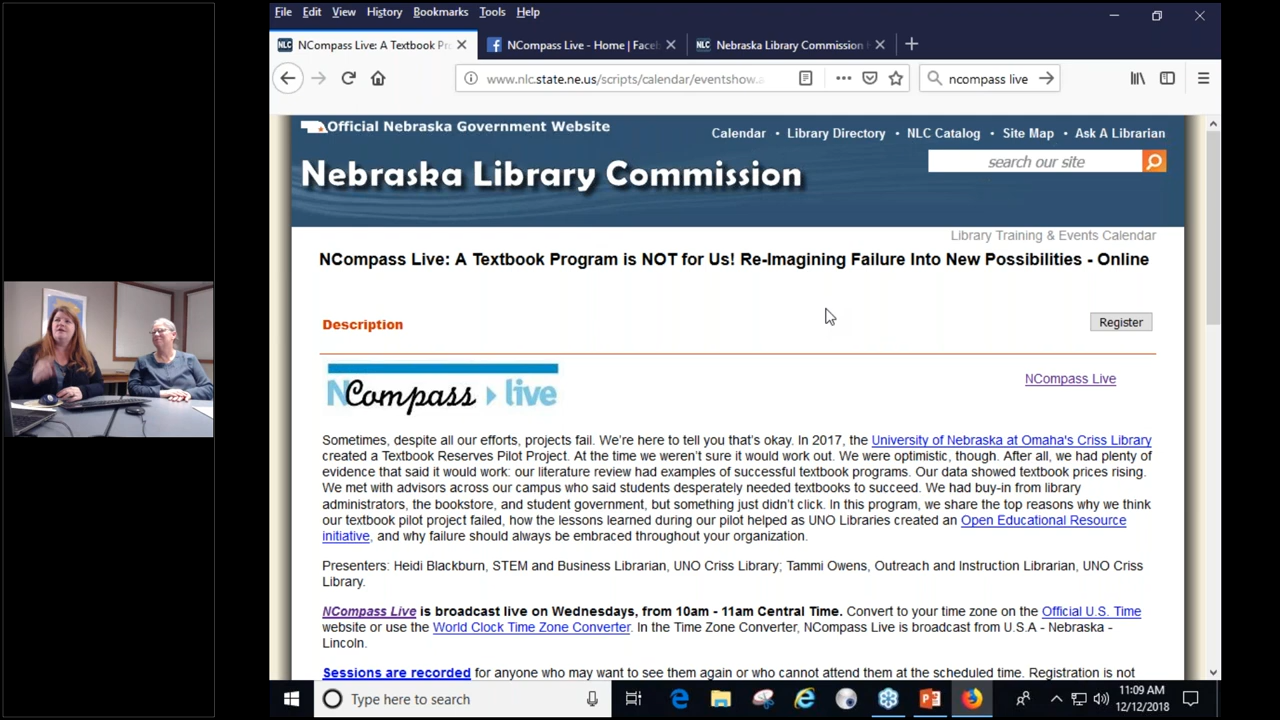 File Edit View History Bookmarks Tools Help
NLC NCompass Live: A Textbook Pr
f NCompass Live - Home | Face
NLC Nebraska Library Commission
www.nlc.state.ne.us/scripts/calendar/eventshow.a
ncompass live
Official Nebraska Government Website
Calendar • Library Directory • NLC Catalog • Site Map • Ask A Librarian
Nebraska Library Commission
search our site
Library Training & Events Calendar
NCompass Live: A Textbook Program is NOT for Us! Re-Imagining Failure Into New Possibilities - Online
Description
Register
NCompass live
NCompass Live
Sometimes, despite all our efforts, projects fail. We're here to tell you that's okay. In 2017, the University of Nebraska at Omaha's Criss Library
created a Textbook Reserves Pilot Project. At the time we weren't sure it would work out. We were optimistic, though. After all, we had plenty of
evidence that said it would work: our literature review had examples of successful textbook programs. Our data showed textbook prices rising.
We met with advisors across our campus who said students desperately needed textbooks to succeed. We had buy-in from library
administrators, the bookstore, and student government, but something just didn't click. In this program, we share the top reasons why we think
our textbook pilot project failed, how the lessons learned during our pilot helped as UNO Libraries created an Open Educational Resource
initiative, and why failure should always be embraced throughout your organization.
Presenters: Heidi Blackburn, STEM and Business Librarian, UNO Criss Library; Tammi Owens, Outreach and Instruction Librarian, UNO Criss
Library.
NCompass Live is broadcast live on Wednesdays, from 10am - 11am Central Time. Convert to your time zone on the Official U.S. Time
website or use the World Clock Time Zone Converter. In the Time Zone Converter, NCompass Live is broadcast from U.S.A - Nebraska -
Lincoln.
Sessions are recorded for anyone who may want to see them again or who cannot attend them at the scheduled time. Registration is not
Type here to search
11:09 AM
12/12/2018